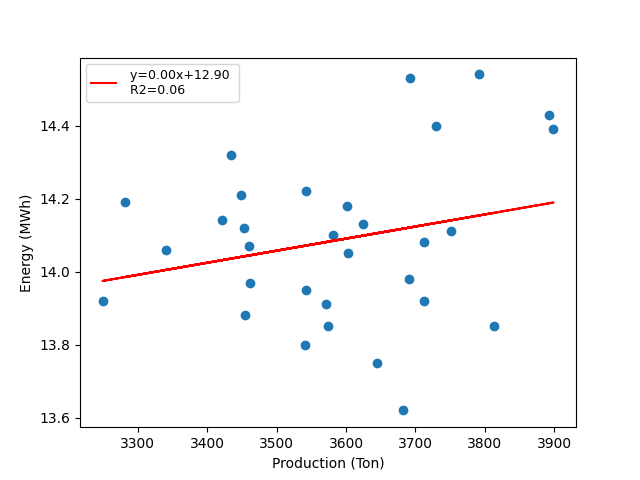 y=0.00x+12.90
R2=0.06
14.4
14.2
14.0
13.8
13.6
Energy (MWh)
3300 3400 3500 3600 3700 3800 3900
Production (Ton)